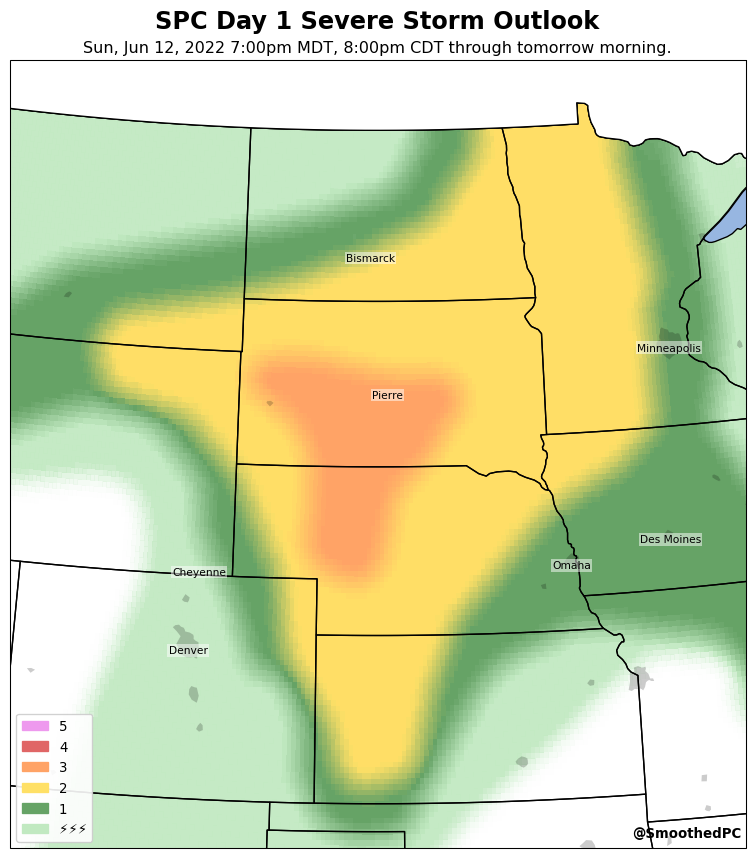 SPC Day 1 Severe Storm Outlook
Sun, Jun 12, 2022 7:00pm MDT, 8:00pm CDT through tomorrow morning.
Bismarck
Minneapolis
Pierre
Des Moines
Omaha
Cheyenne
Denver
5
4
3
2
1
⚡⚡⚡
@SmoothedPC